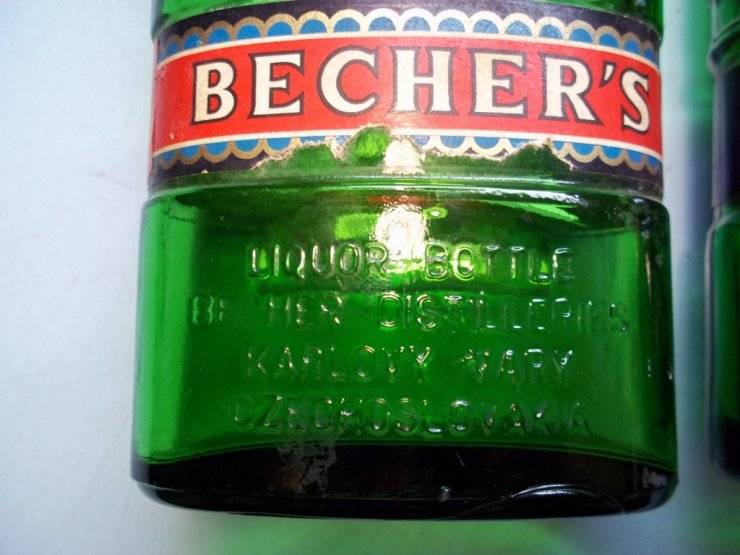 BECHER'S
LIQUOR BOTTLE
BECHER DISTILLERIES
KARLOVY VARY
CZECHOSLOVAKIA